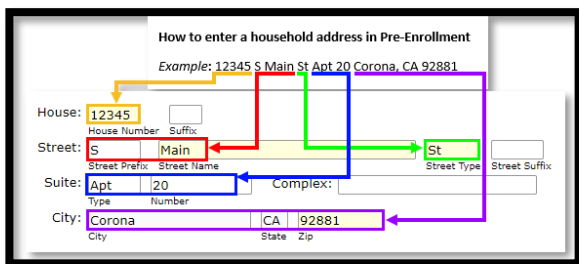 How to enter a household address in Pre-Enrollment
Example: 12345 S Main St Apt 20 Corona, CA 92881
House: 12345
House Number Suffix
Street: S Main St
Street Prefix Street Name Street Type Street Suffix
Suite: Apt 20 Complex:
Type Number
City: Corona CA 92881
City State Zip